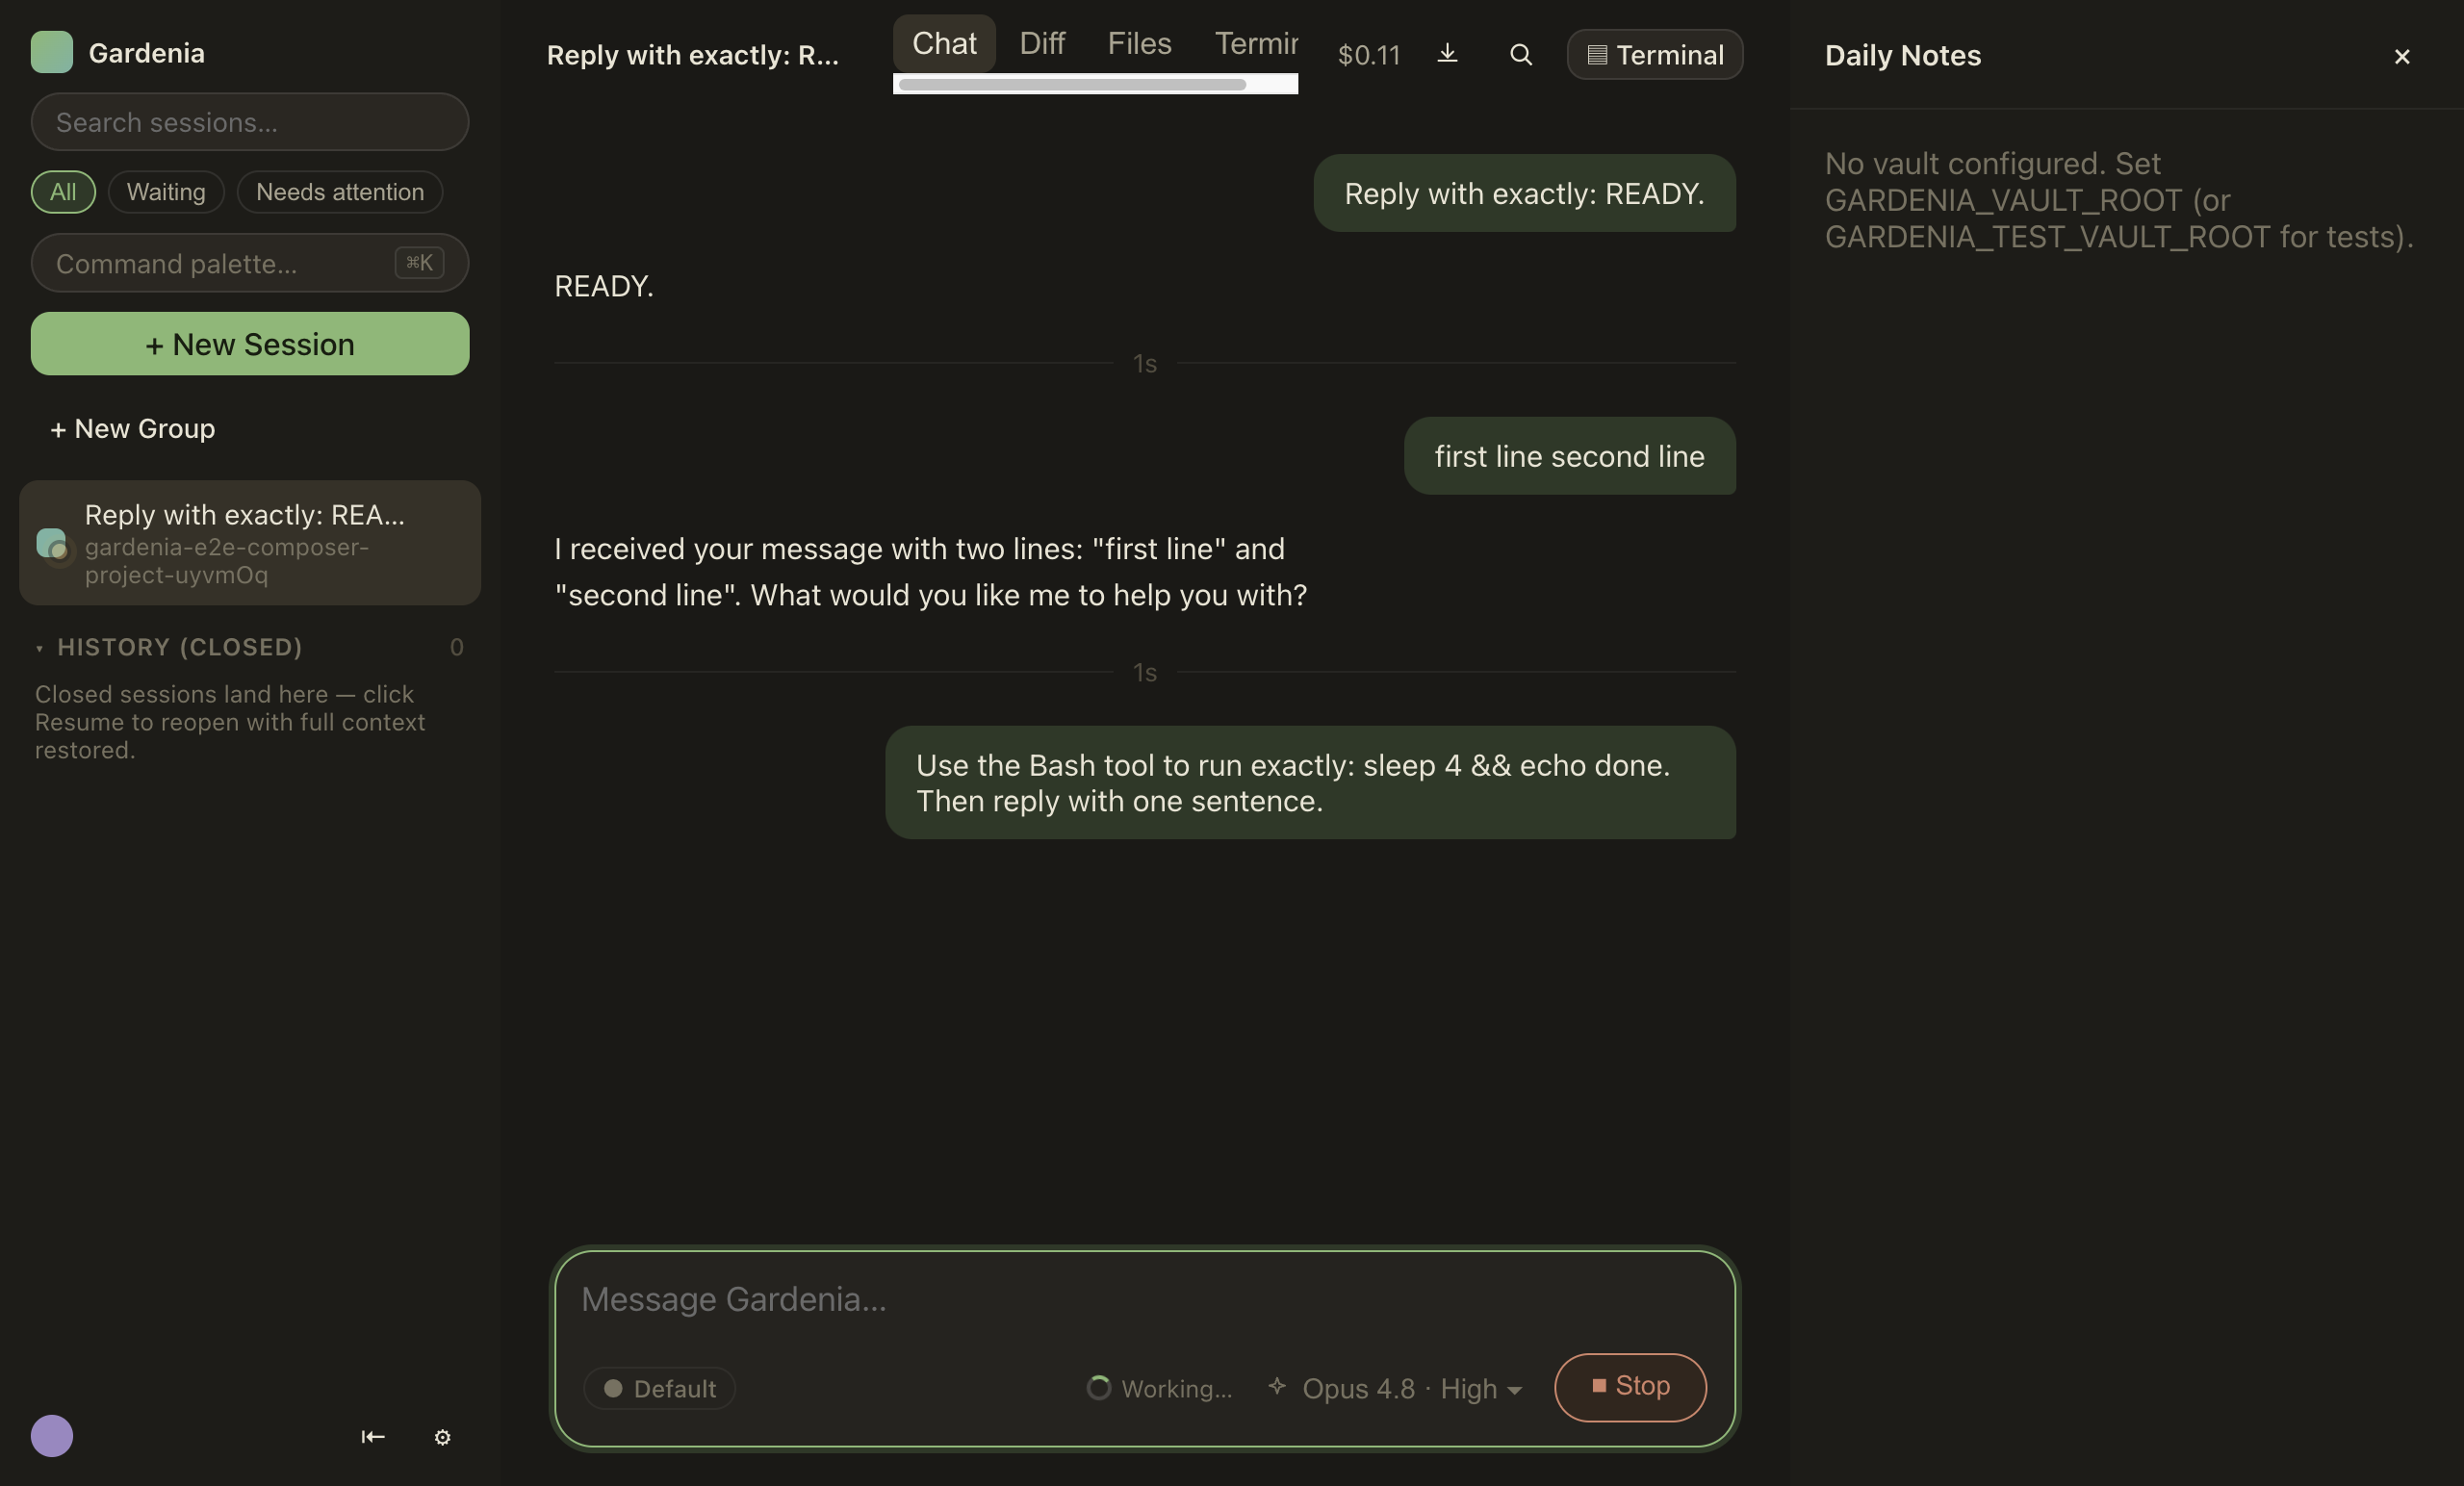 Gardenia
Search sessions...
All
Waiting
Needs attention
Command palette...
⌘K
+ New Session
+ New Group
Reply with exactly: REA...
gardenia-e2e-composer-
project-uyvmOq
HISTORY (CLOSED)
0
Closed sessions land here — click
Resume to reopen with full context
restored.
Reply with exactly: R...
Chat
Diff
Files
Termin
$0.11
Terminal
Reply with exactly: READY.
READY.
1s
first line second line
I received your message with two lines: "first line" and
"second line". What would you like me to help you with?
1s
Use the Bash tool to run exactly: sleep 4 && echo done.
Then reply with one sentence.
Message Gardenia...
Default
Working...
Opus 4.8 · High
Stop
Daily Notes
No vault configured. Set
GARDENIA_VAULT_ROOT (or
GARDENIA_TEST_VAULT_ROOT for tests).